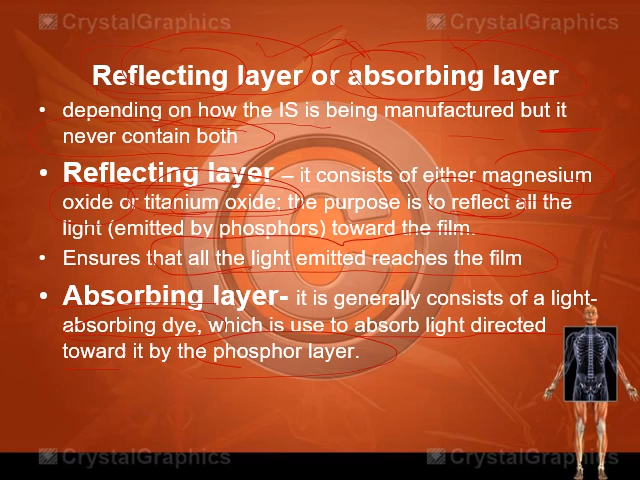 CrystalGraphics CrystalGraphics
Reflecting layer or absorbing layer
• depending on how the IS is being manufactured but it
never contain both
• Reflecting layer – it consists of either magnesium
oxide or titanium oxide; the purpose is to reflect all the
light (emitted by phosphors) toward the film.
• Ensures that all the light emitted reaches the film
• Absorbing layer- it is generally consists of a light-
absorbing dye, which is use to absorb light directed
toward it by the phosphor layer.
CrystalGraphics CrystalGraphics